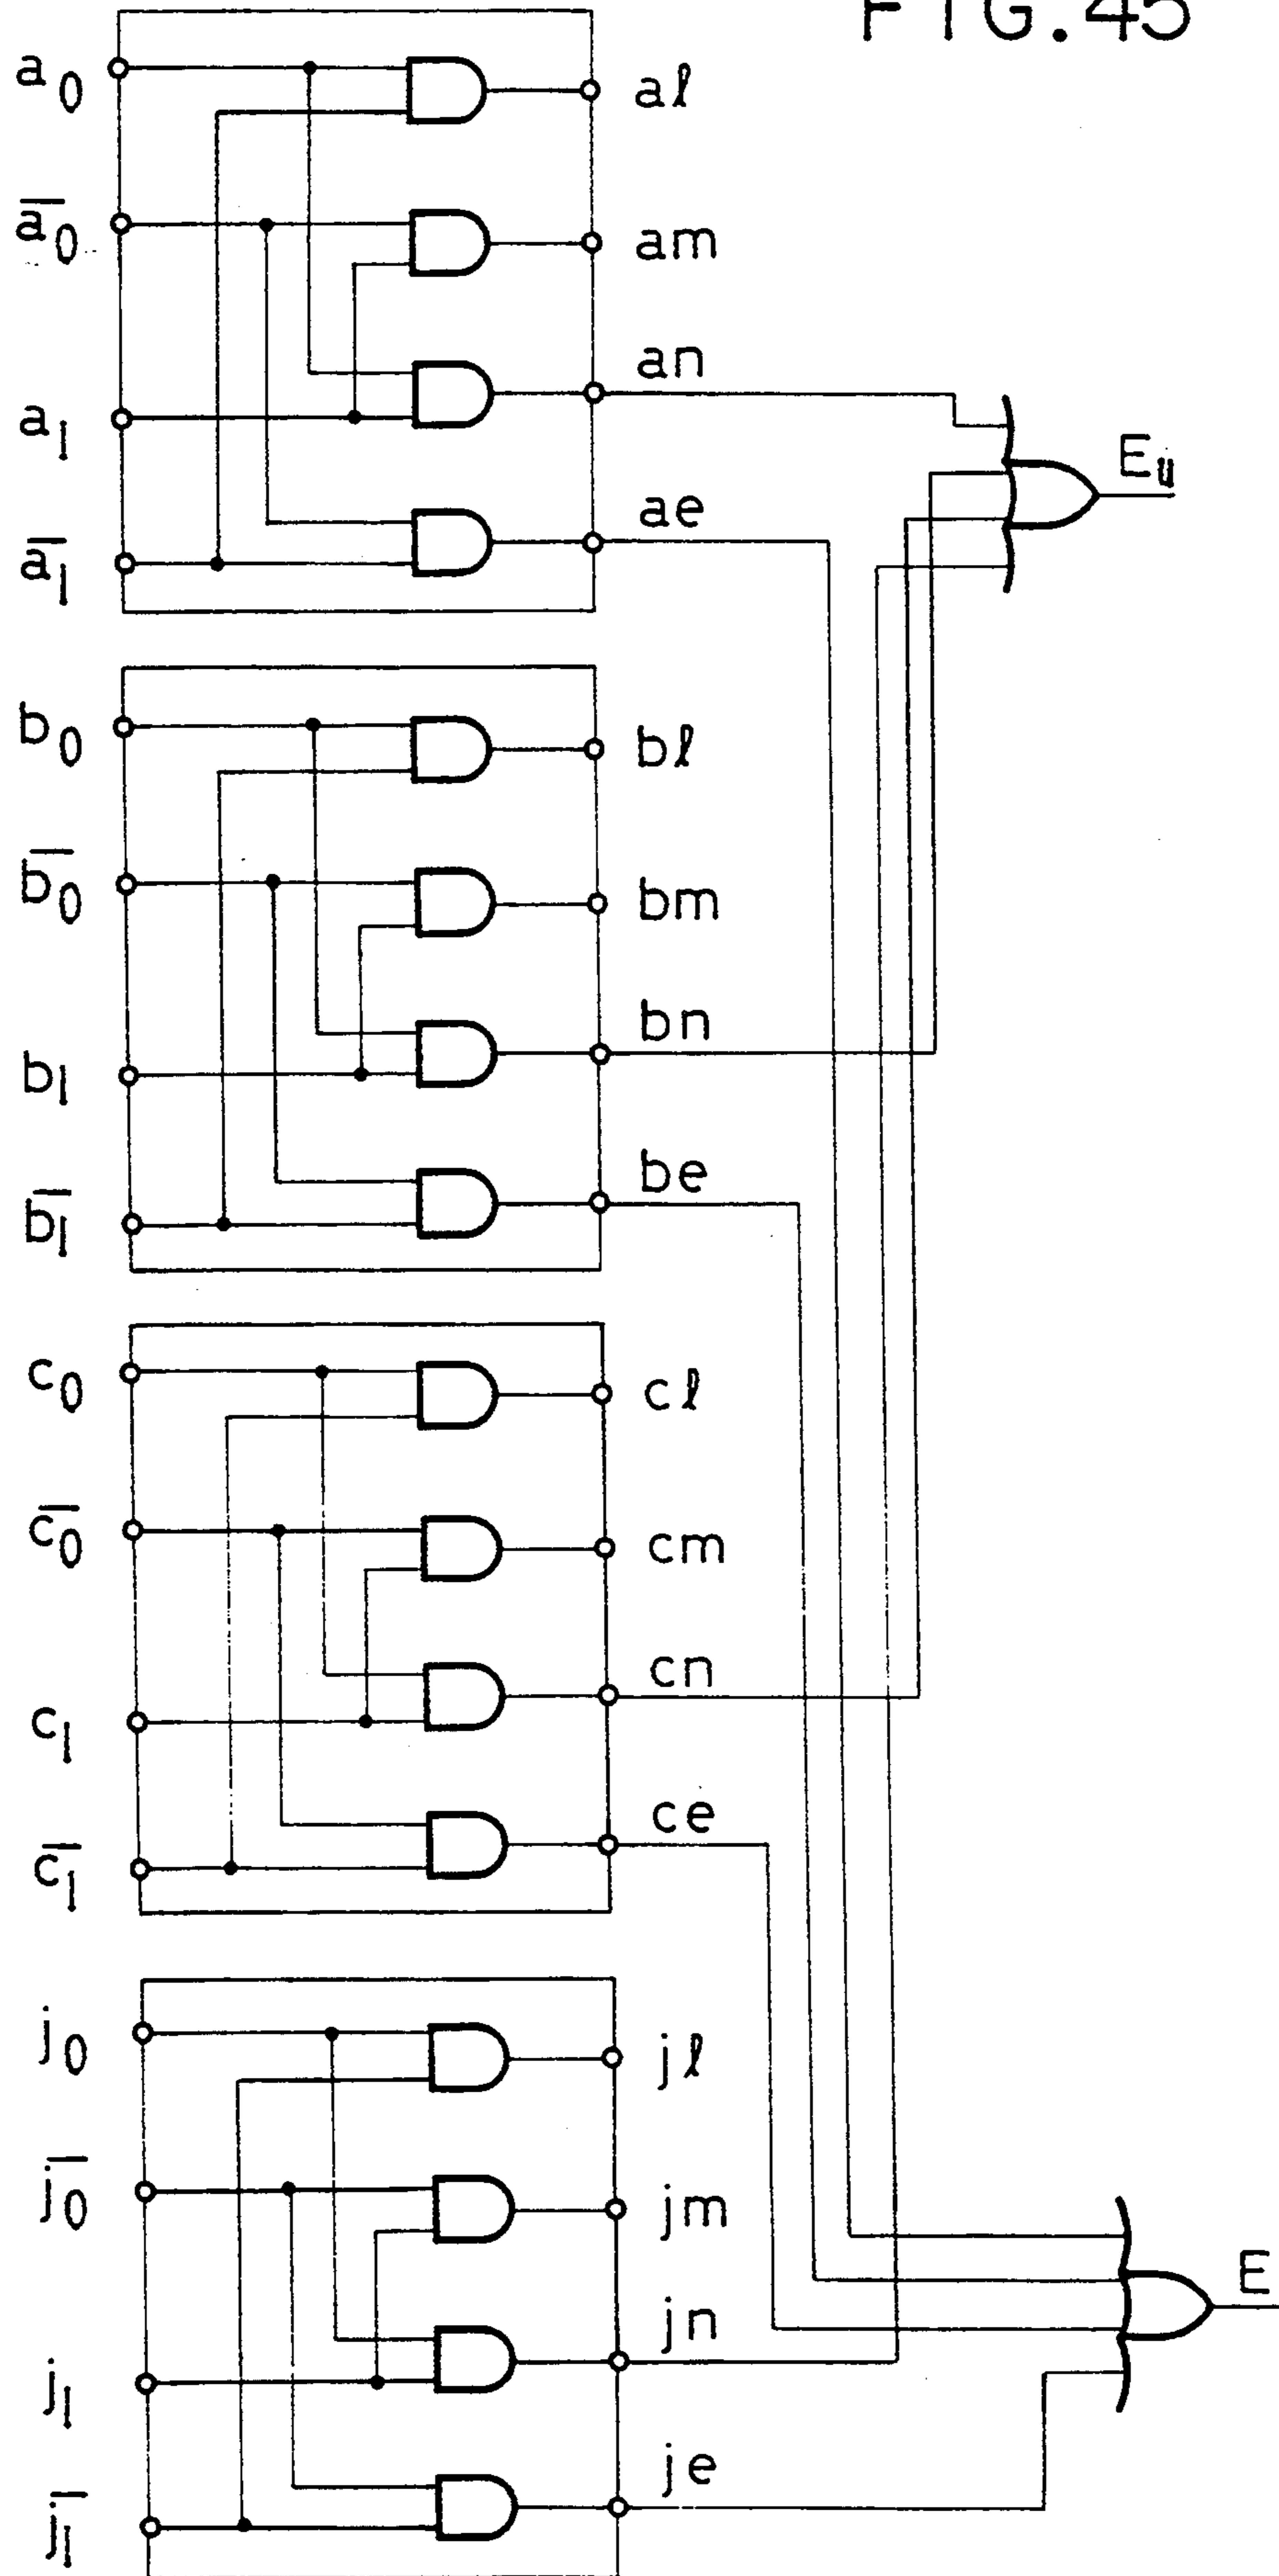 FIG.45
a0 al
a̅0 am
an
a1
ae
a̅1
Eu
b0 bl
b̅0 bm
bn
b1
be
b̅1
c0 cl
c̅0 cm
cn
c1
ce
c̅1
j0 jl
j̅0 jm
jn
j1
je
j̅1
E